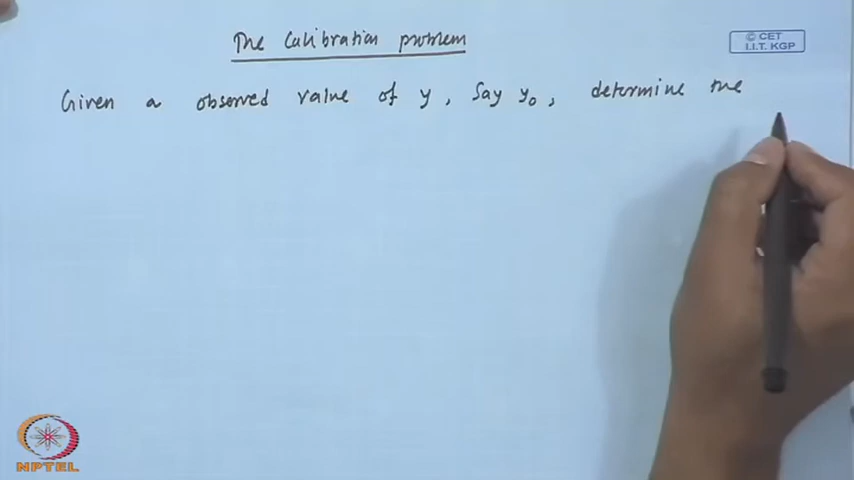 The Calibration problem
© CET
I.I.T. KGP
Given a observed value of y, Say y₀, determine the
NPTEL